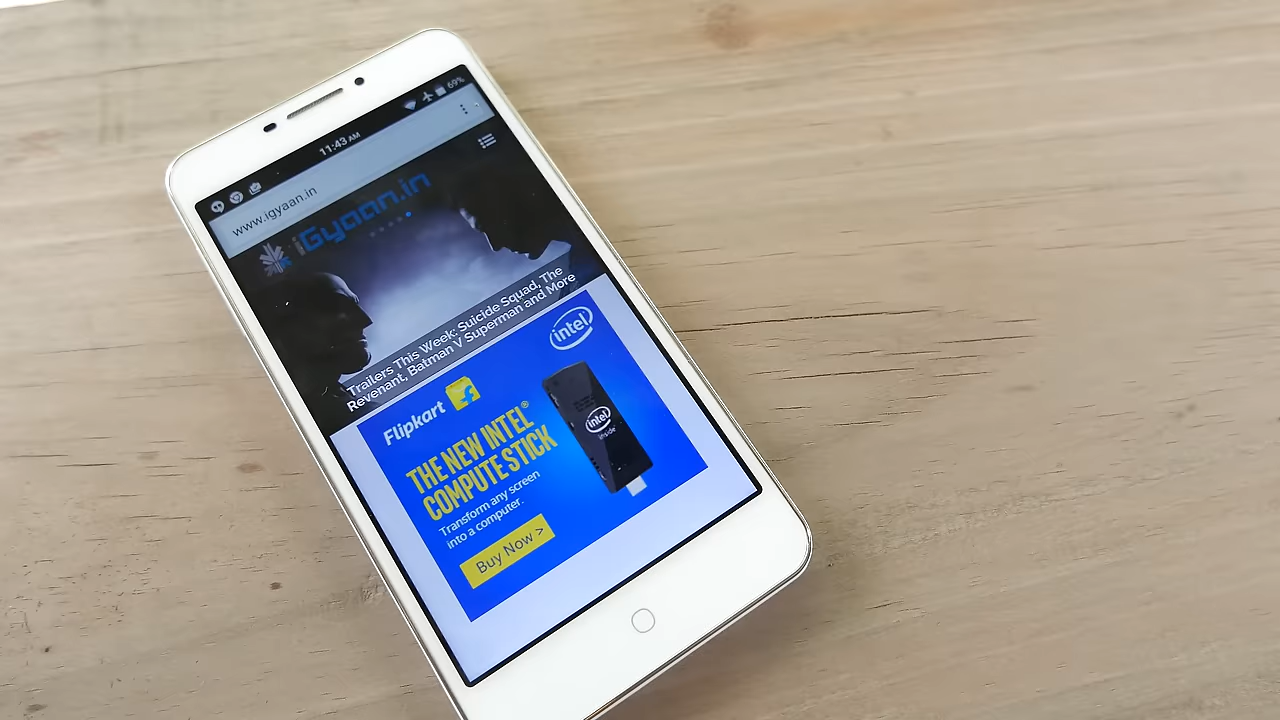 11:43 AM
69%
www.igyaan.in
iGyaan.in
Trailers This Week: Suicide Squad, The
Revenant, Batman V Superman and More
intel
Flipkart
THE NEW INTEL®
COMPUTE STICK
Transform any screen
into a computer.
Buy Now >
intel
inside